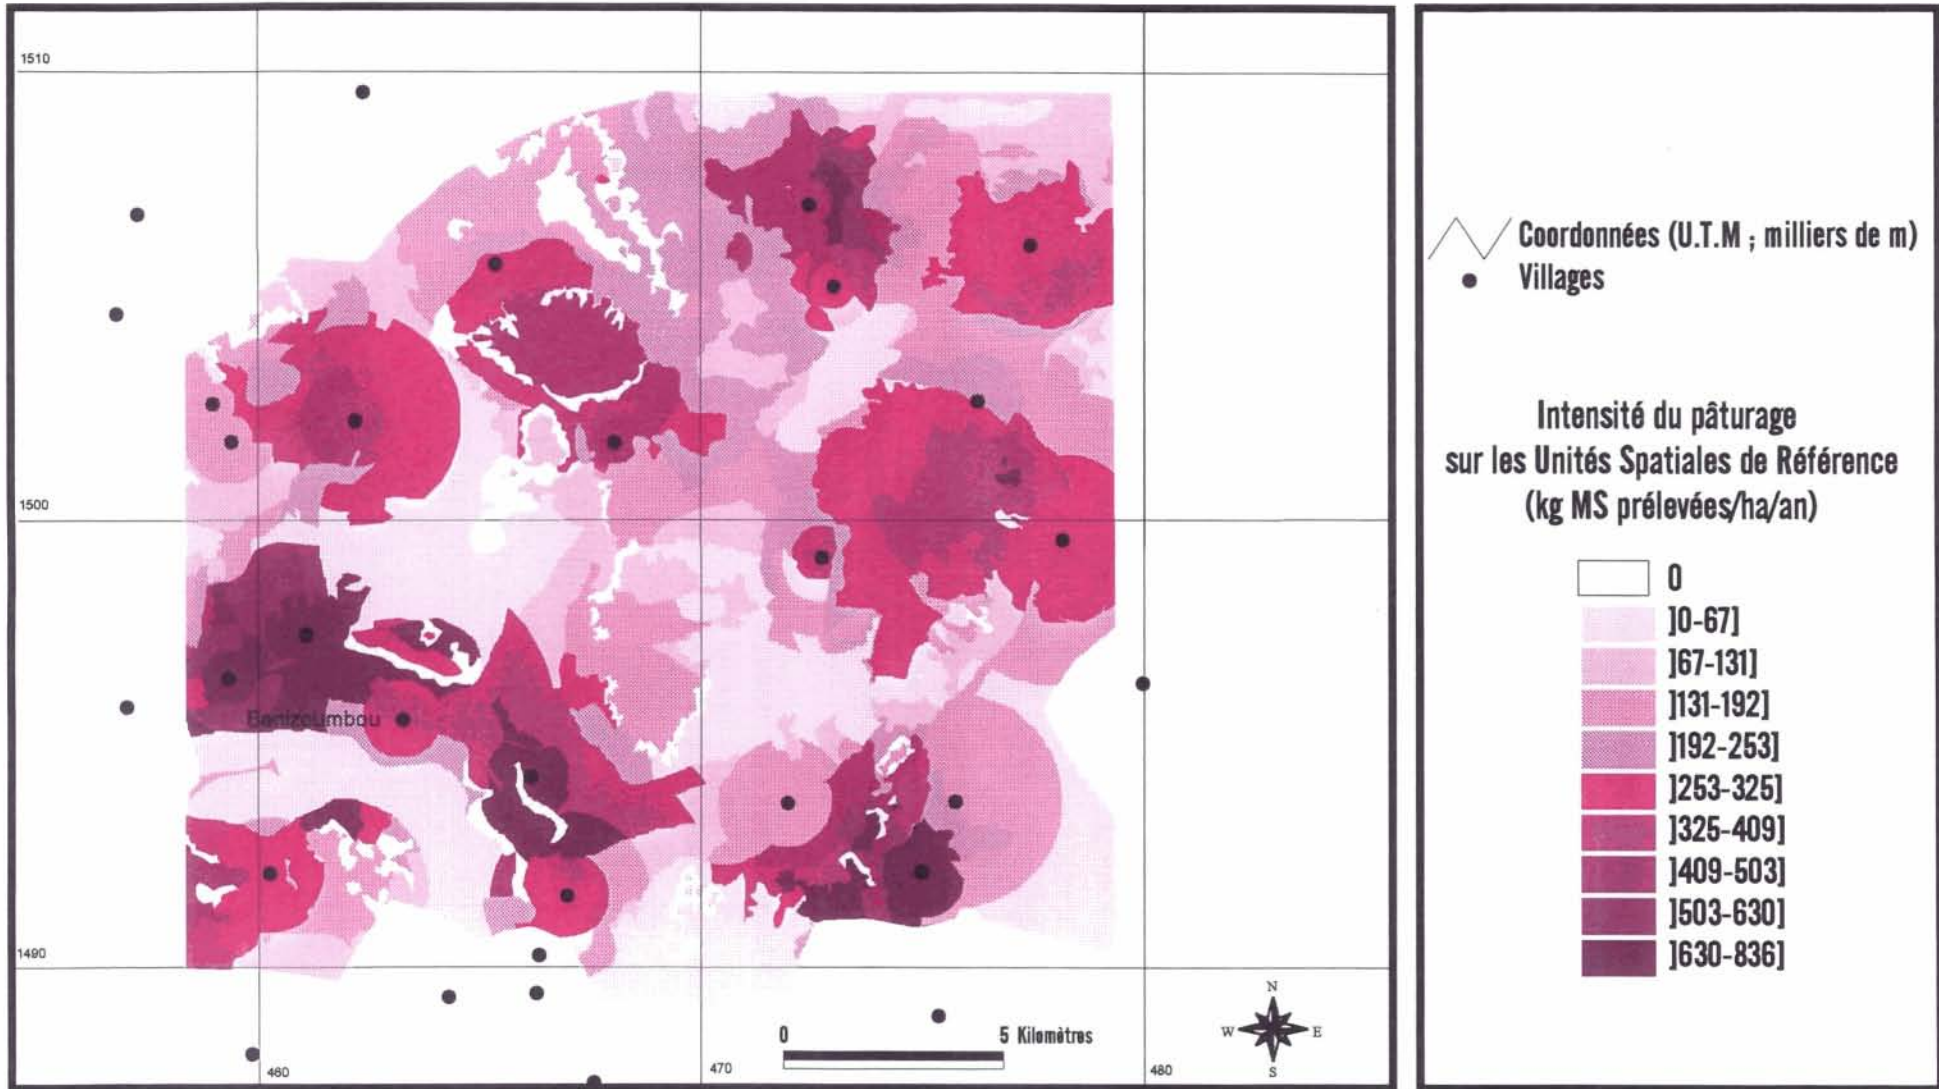 1510
1500
Banizoumbou
1490
460
470
480
0 5 Kilomètres
N
W E
S
Coordonnées (U.T.M ; milliers de m)
Villages
Intensité du pâturage
sur les Unités Spatiales de Référence
(kg MS prélevées/ha/an)
0
]0-67]
]67-131]
]131-192]
]192-253]
]253-325]
]325-409]
]409-503]
]503-630]
]630-836]